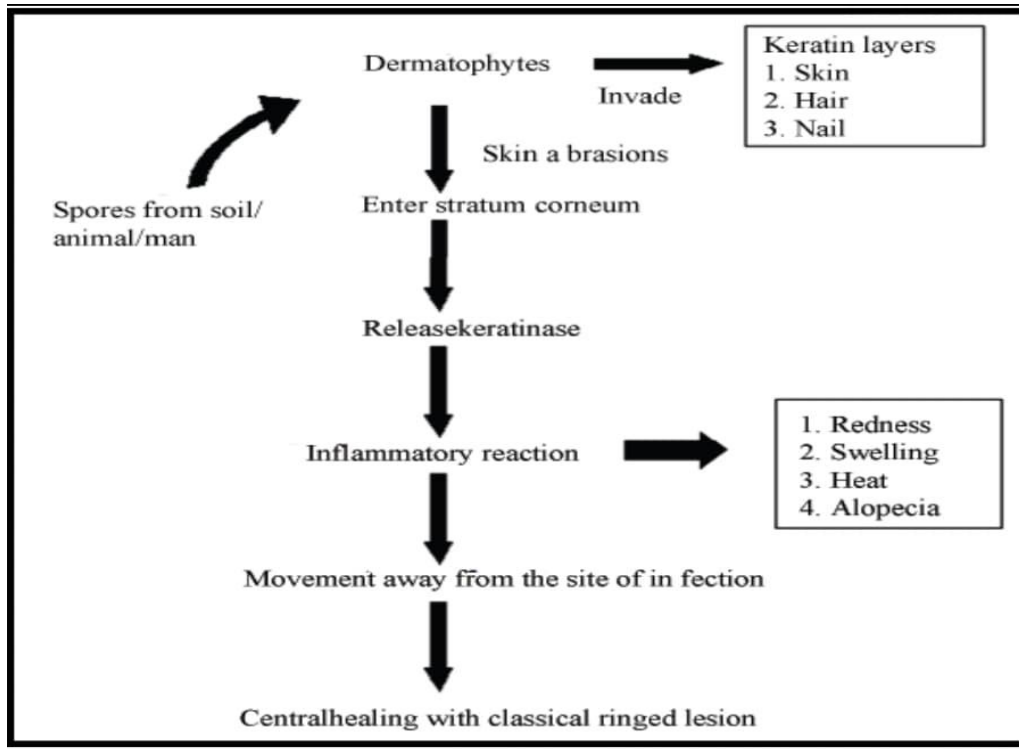 Dermatophytes
Invade
Keratin layers
1. Skin
2. Hair
3. Nail
Skin a brasions
Spores from soil/
animal/man
Enter stratum corneum
Releasekeratinase
Inflammatory reaction
1. Redness
2. Swelling
3. Heat
4. Alopecia
Movement away from the site of in fection
Centralhealing with classical ringed lesion